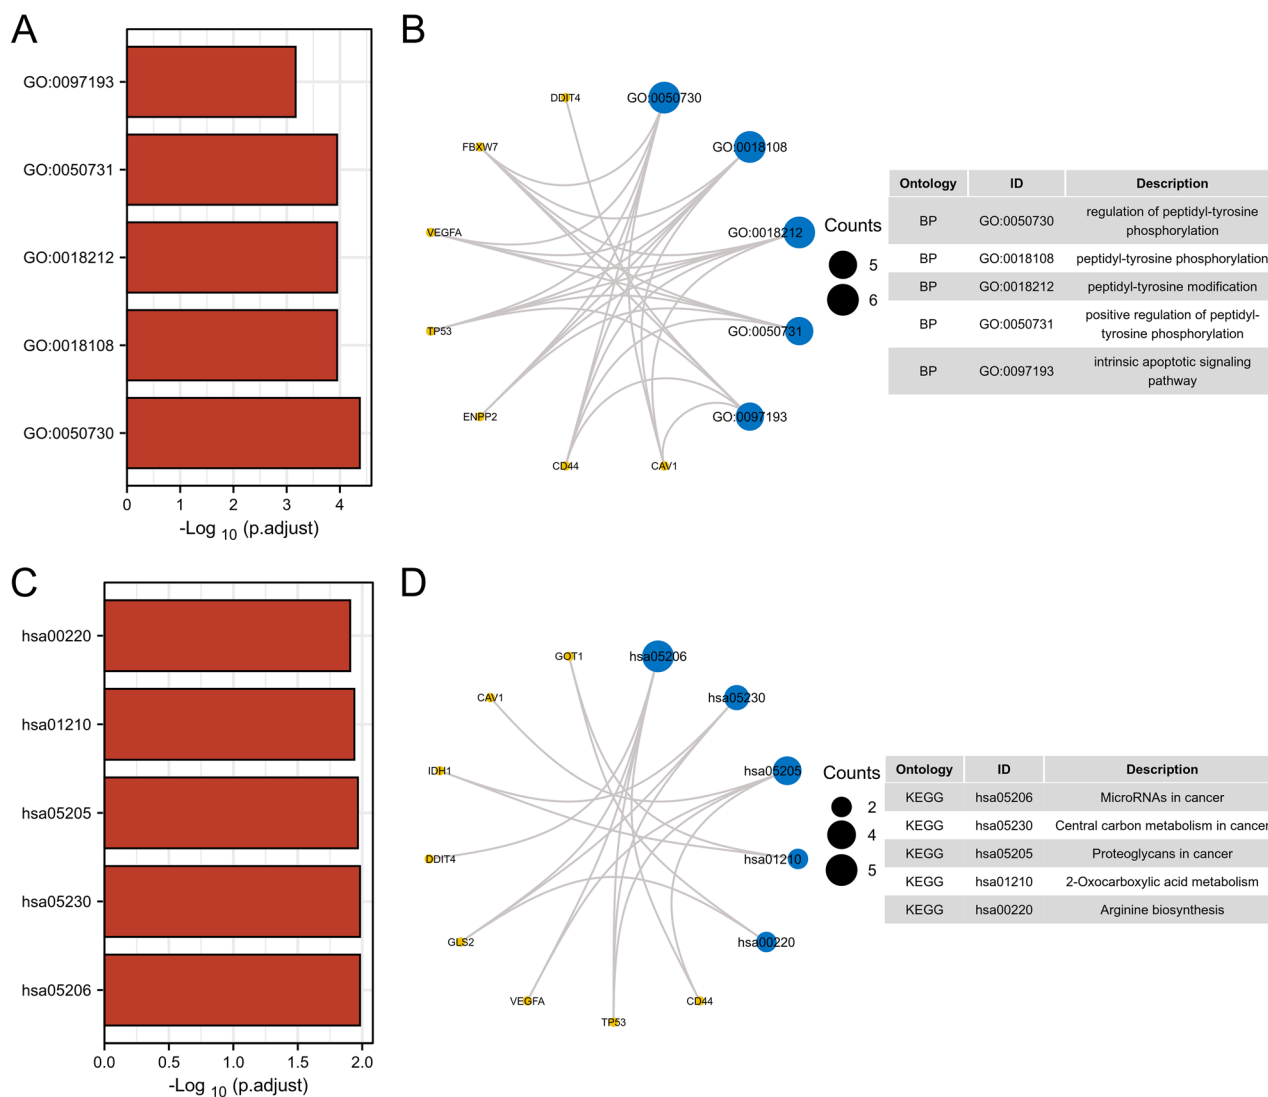 A
GO:0097193
GO:0050731
GO:0018212
GO:0018108
GO:0050730
0 1 2 3 4
-Log 10 (p.adjust)
B
DDIT4
FBXW7
VEGFA
TP53
ENPP2
CD44
CAV1
GO:0050730
GO:0018108
GO:0018212
GO:0050731
GO:0097193
Counts
5
6
Ontology ID Description
BP GO:0050730 regulation of peptidyl-tyrosine
phosphorylation
BP GO:0018108 peptidyl-tyrosine phosphorylation
BP GO:0018212 peptidyl-tyrosine modification
BP GO:0050731 positive regulation of peptidyl-
tyrosine phosphorylation
BP GO:0097193 intrinsic apoptotic signaling
pathway
C
hsa00220
hsa01210
hsa05205
hsa05230
hsa05206
0.0 0.5 1.0 1.5 2.0
-Log 10 (p.adjust)
D
GOT1
CAV1
IDH1
DDIT4
GLS2
VEGFA
TP53
CD44
hsa05206
hsa05230
hsa05205
hsa01210
hsa00220
Counts
2
4
5
Ontology ID Description
KEGG hsa05206 MicroRNAs in cancer
KEGG hsa05230 Central carbon metabolism in cancer
KEGG hsa05205 Proteoglycans in cancer
KEGG hsa01210 2-Oxocarboxylic acid metabolism
KEGG hsa00220 Arginine biosynthesis